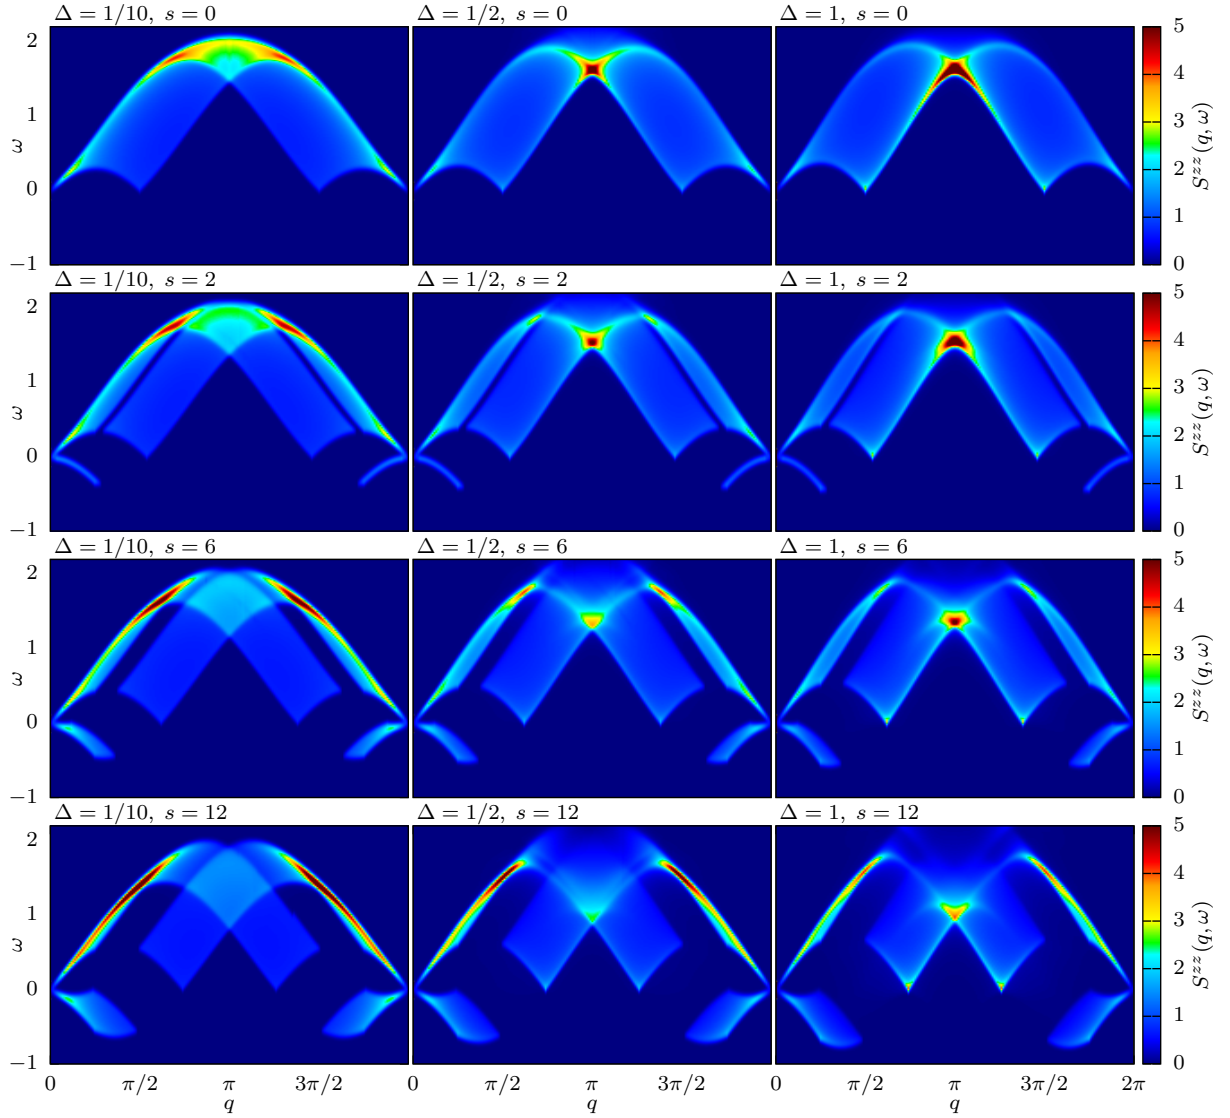 Δ = 1/10, s = 0
Δ = 1/2, s = 0
Δ = 1, s = 0
2
1
0
−1
ω
5
4
3
2
1
0
S^{zz}(q, ω)
Δ = 1/10, s = 2
Δ = 1/2, s = 2
Δ = 1, s = 2
2
1
0
−1
ω
5
4
3
2
1
0
S^{zz}(q, ω)
Δ = 1/10, s = 6
Δ = 1/2, s = 6
Δ = 1, s = 6
2
1
0
−1
ω
5
4
3
2
1
0
S^{zz}(q, ω)
Δ = 1/10, s = 12
Δ = 1/2, s = 12
Δ = 1, s = 12
2
1
0
−1
ω
5
4
3
2
1
0
S^{zz}(q, ω)
0 π/2 π 3π/2 0 π/2 π 3π/2 0 π/2 π 3π/2 2π
q q q